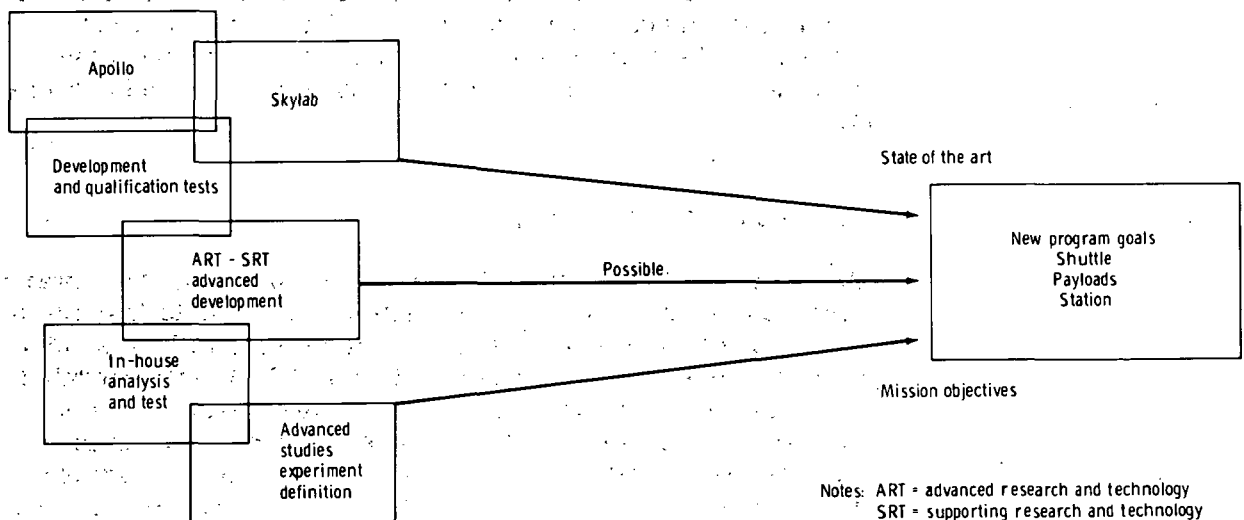 Apollo
Skylab
Development
and qualification tests
State of the art
ART - SRT
advanced
development
Possible
New program goals
Shuttle
Payloads
Station
In-house
analysis
and test
Mission objectives
Advanced
studies
experiment
definition
Notes: ART = advanced research and technology
SRT = supporting research and technology